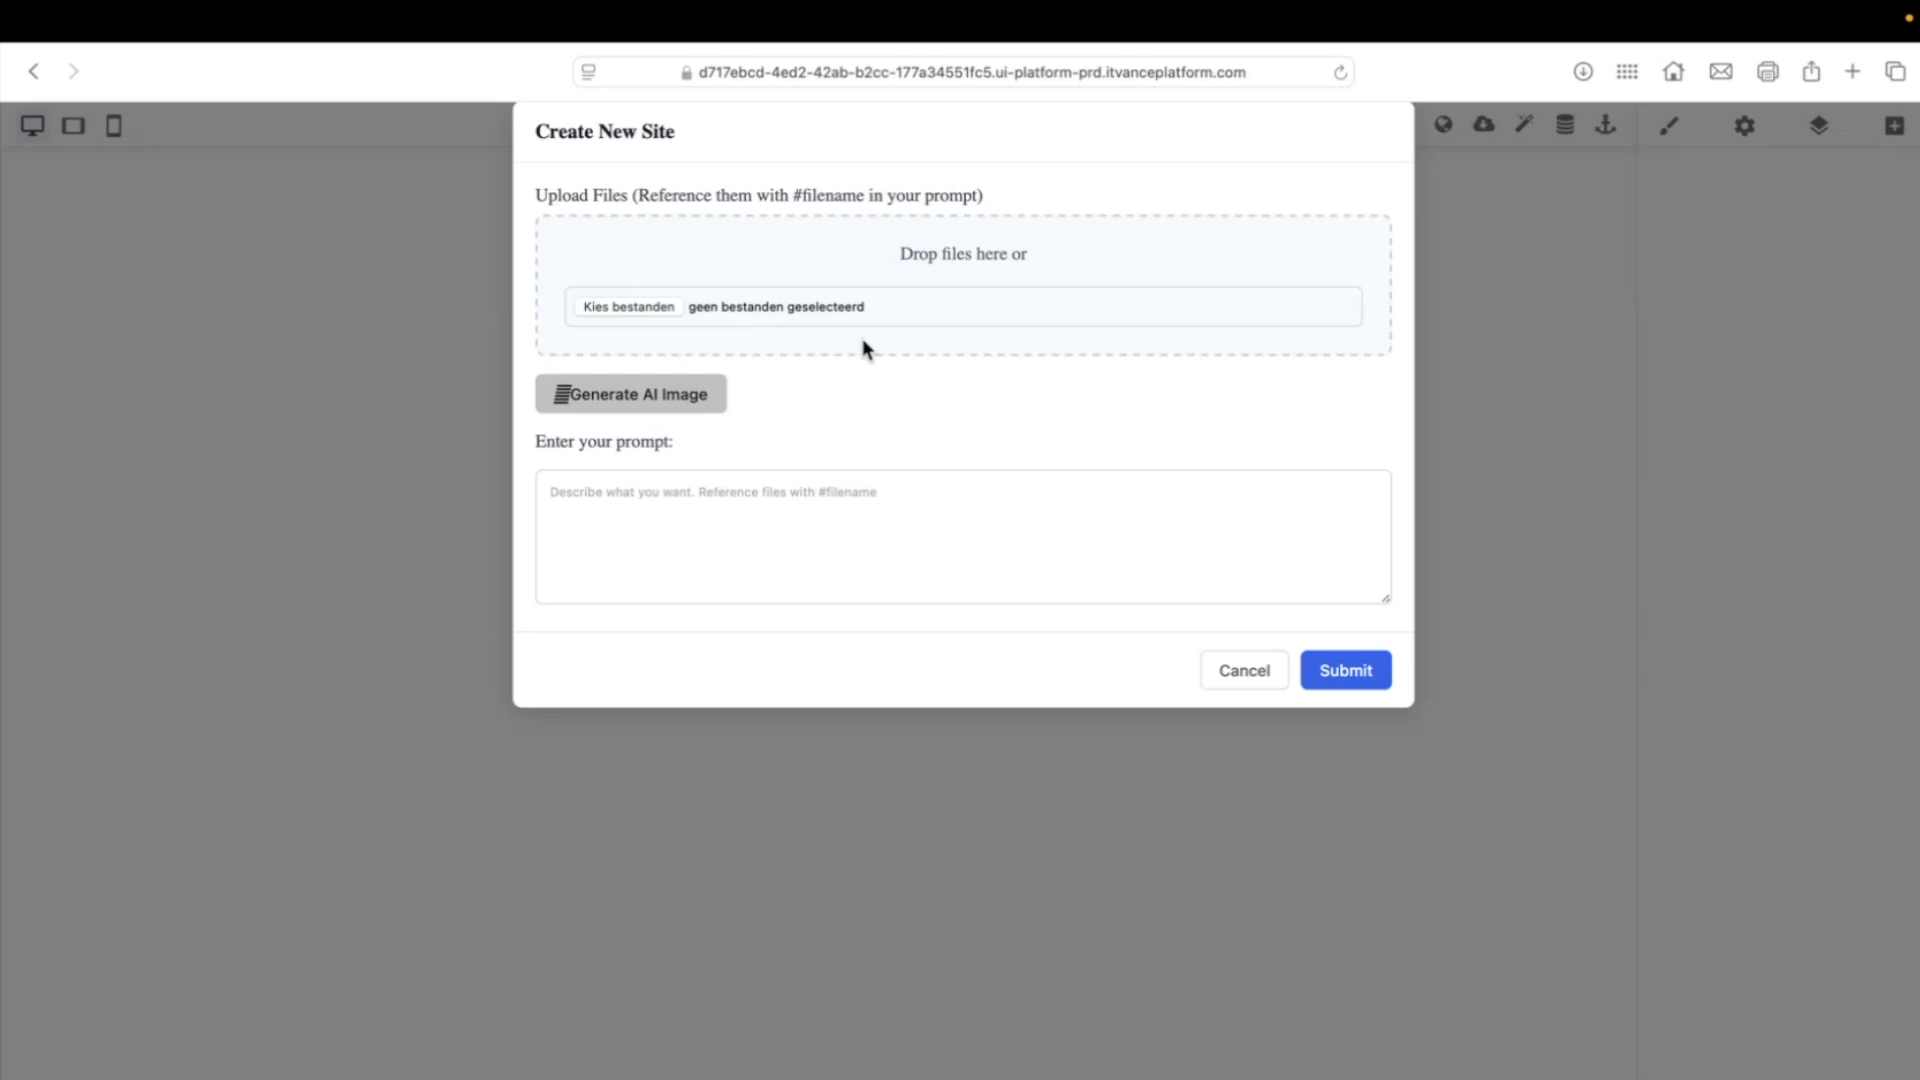 d717ebcd-4ed2-42ab-b2cc-177a34551fc5.ui-platform-prd.itvanceplatform.com
Create New Site
Upload Files (Reference them with #filename in your prompt)
Drop files here or
Kies bestanden geen bestanden geselecteerd
Generate AI Image
Enter your prompt:
Describe what you want. Reference files with #filename
Cancel Submit